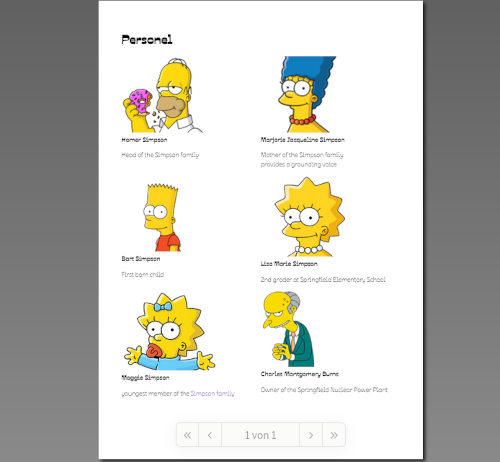 Personal
Homer Simpson
Head of the Simpson family
Marjorie Jacqueline Simpson
Mother of the Simpson family
provides a grounding voice
Bart Simpson
First born child
Lisa Marie Simpson
2nd grader at Springfield Elementary School
Maggie Simpson
youngest member of the Simpson family
Charles Montgomery Burns
Owner of the Springfield Nuclear Power Plant
1 von 1